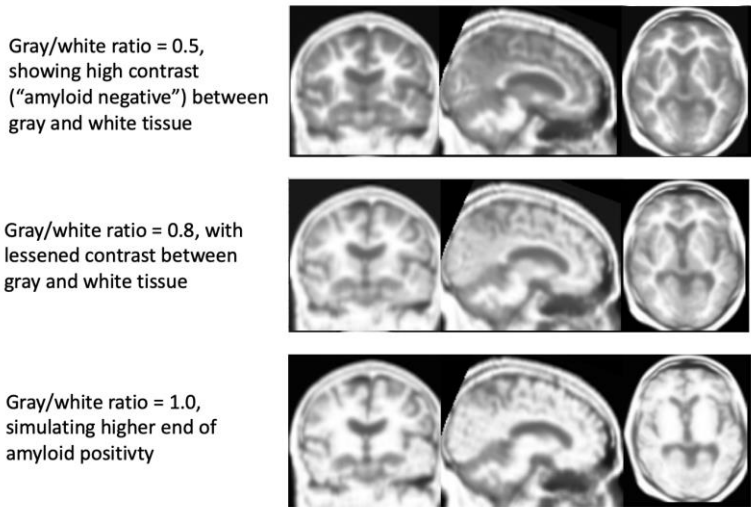 Gray/white ratio = 0.5,
showing high contrast
(“amyloid negative”) between
gray and white tissue
Gray/white ratio = 0.8, with
lessened contrast between
gray and white tissue
Gray/white ratio = 1.0,
simulating higher end of
amyloid positivty